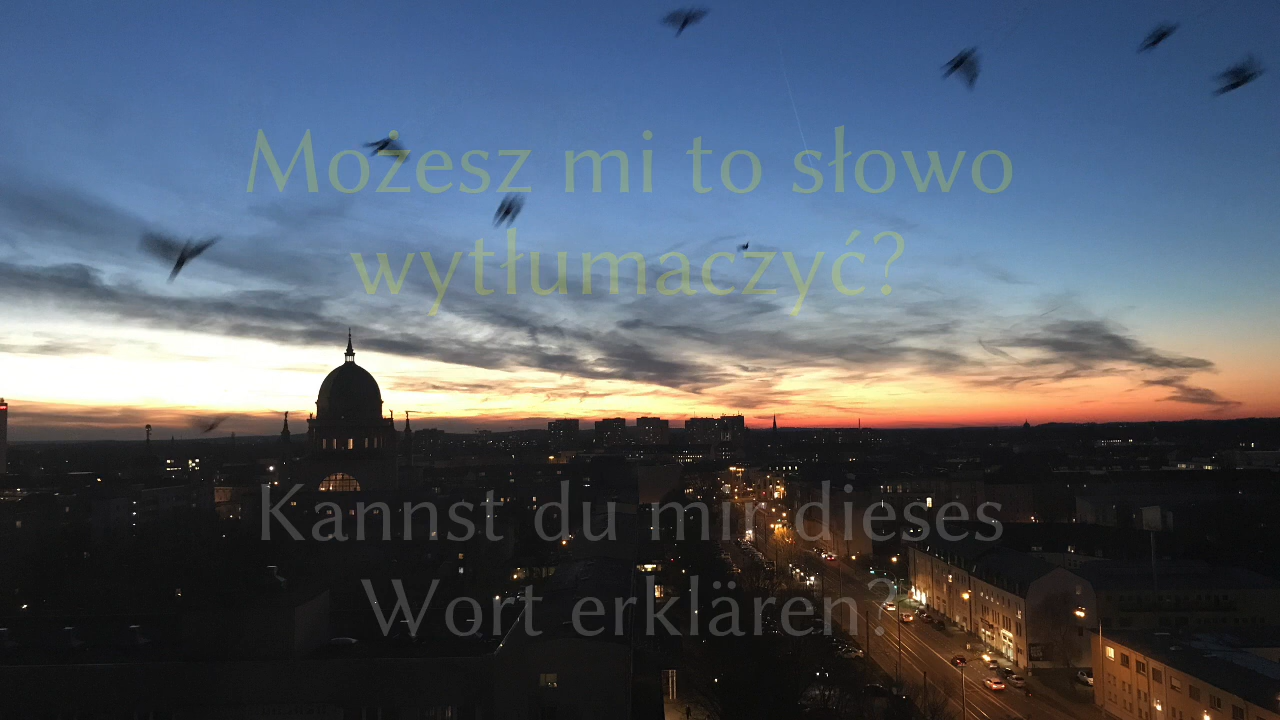 Możesz mi to słowo
wytłumaczyć?
Kannst du mir dieses
Wort erklären?